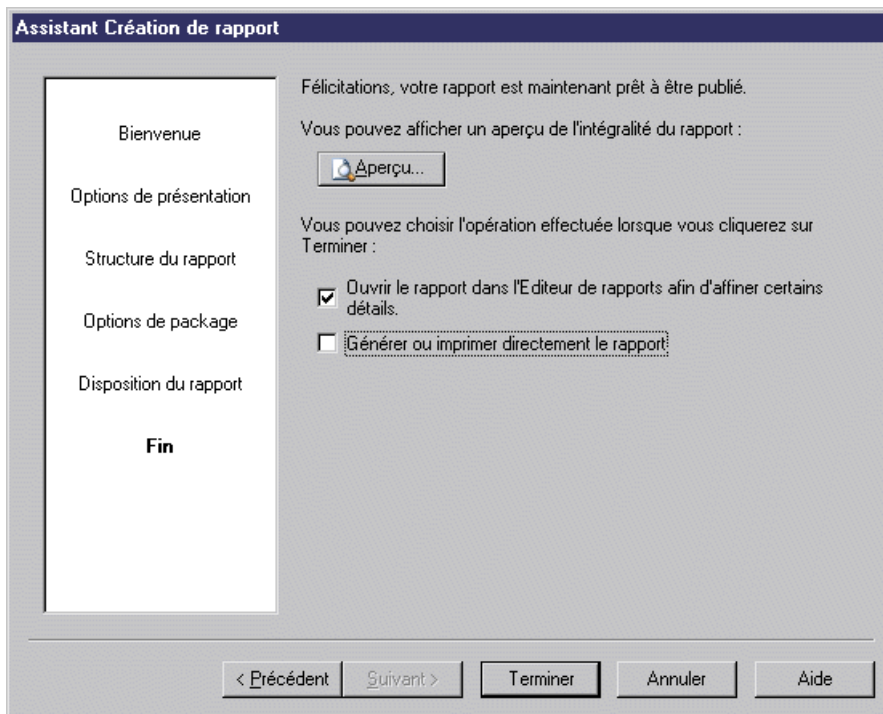 Assistant Création de rapport
Bienvenue
Options de présentation
Structure du rapport
Options de package
Disposition du rapport
Fin
Félicitations, votre rapport est maintenant prêt à être publié.
Vous pouvez afficher un aperçu de l'intégralité du rapport :
Aperçu...
Vous pouvez choisir l'opération effectuée lorsque vous cliquerez sur
Terminer :
Ouvrir le rapport dans l'Editeur de rapports afin d'affiner certains
détails.
Générer ou imprimer directement le rapport
< Précédent
Suivant >
Terminer
Annuler
Aide